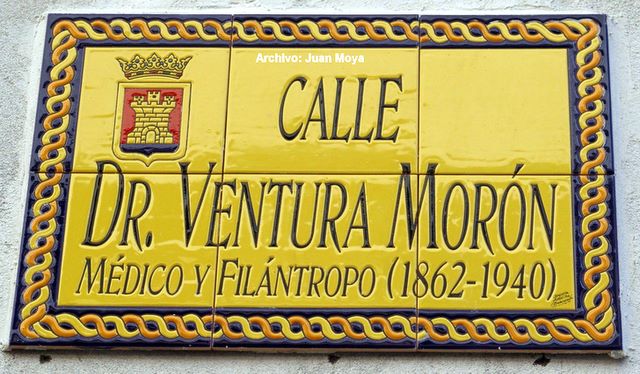 Archivo: Juan Moya
CALLE
DR. VENTURA MORÓN
MÉDICO Y FILÁNTROPO (1862-1940)